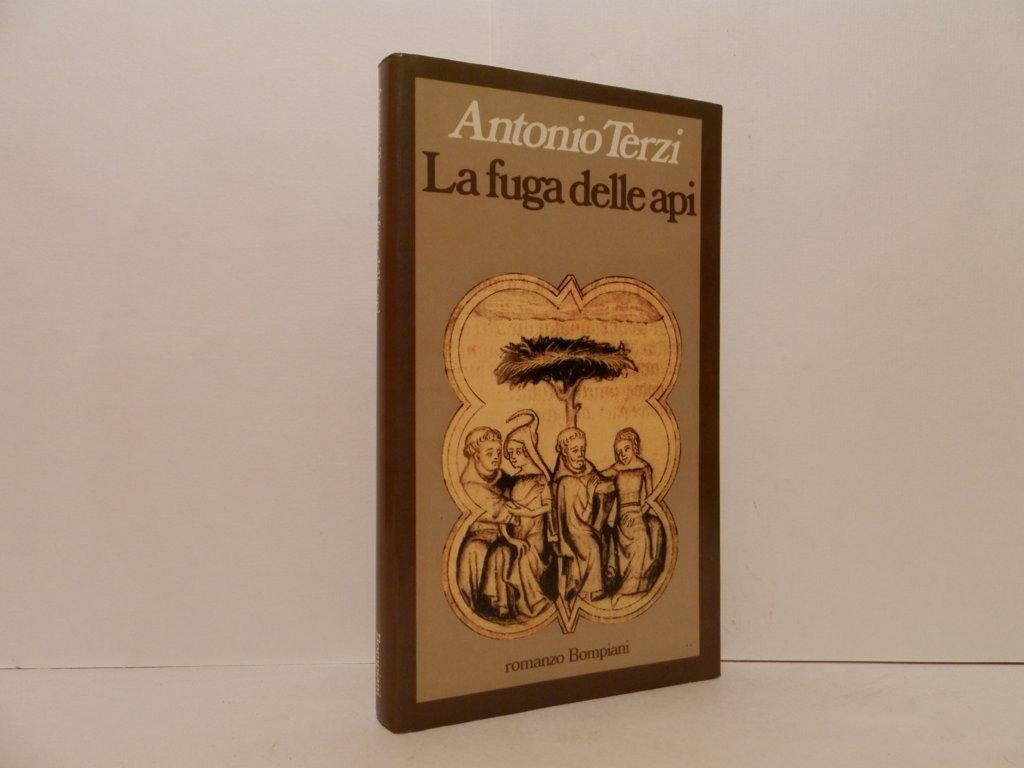 Antonio Terzi
La fuga delle api
romanzo Bompiani